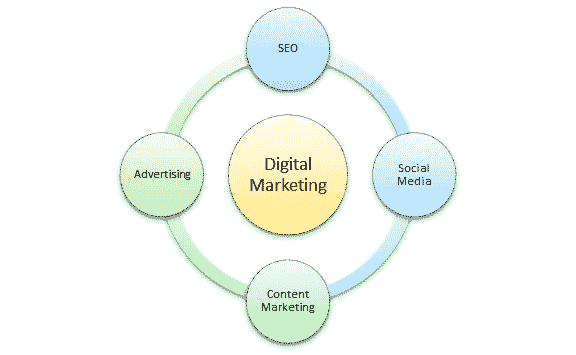 SEO
Digital
Marketing
Advertising
Social
Media
Content
Marketing